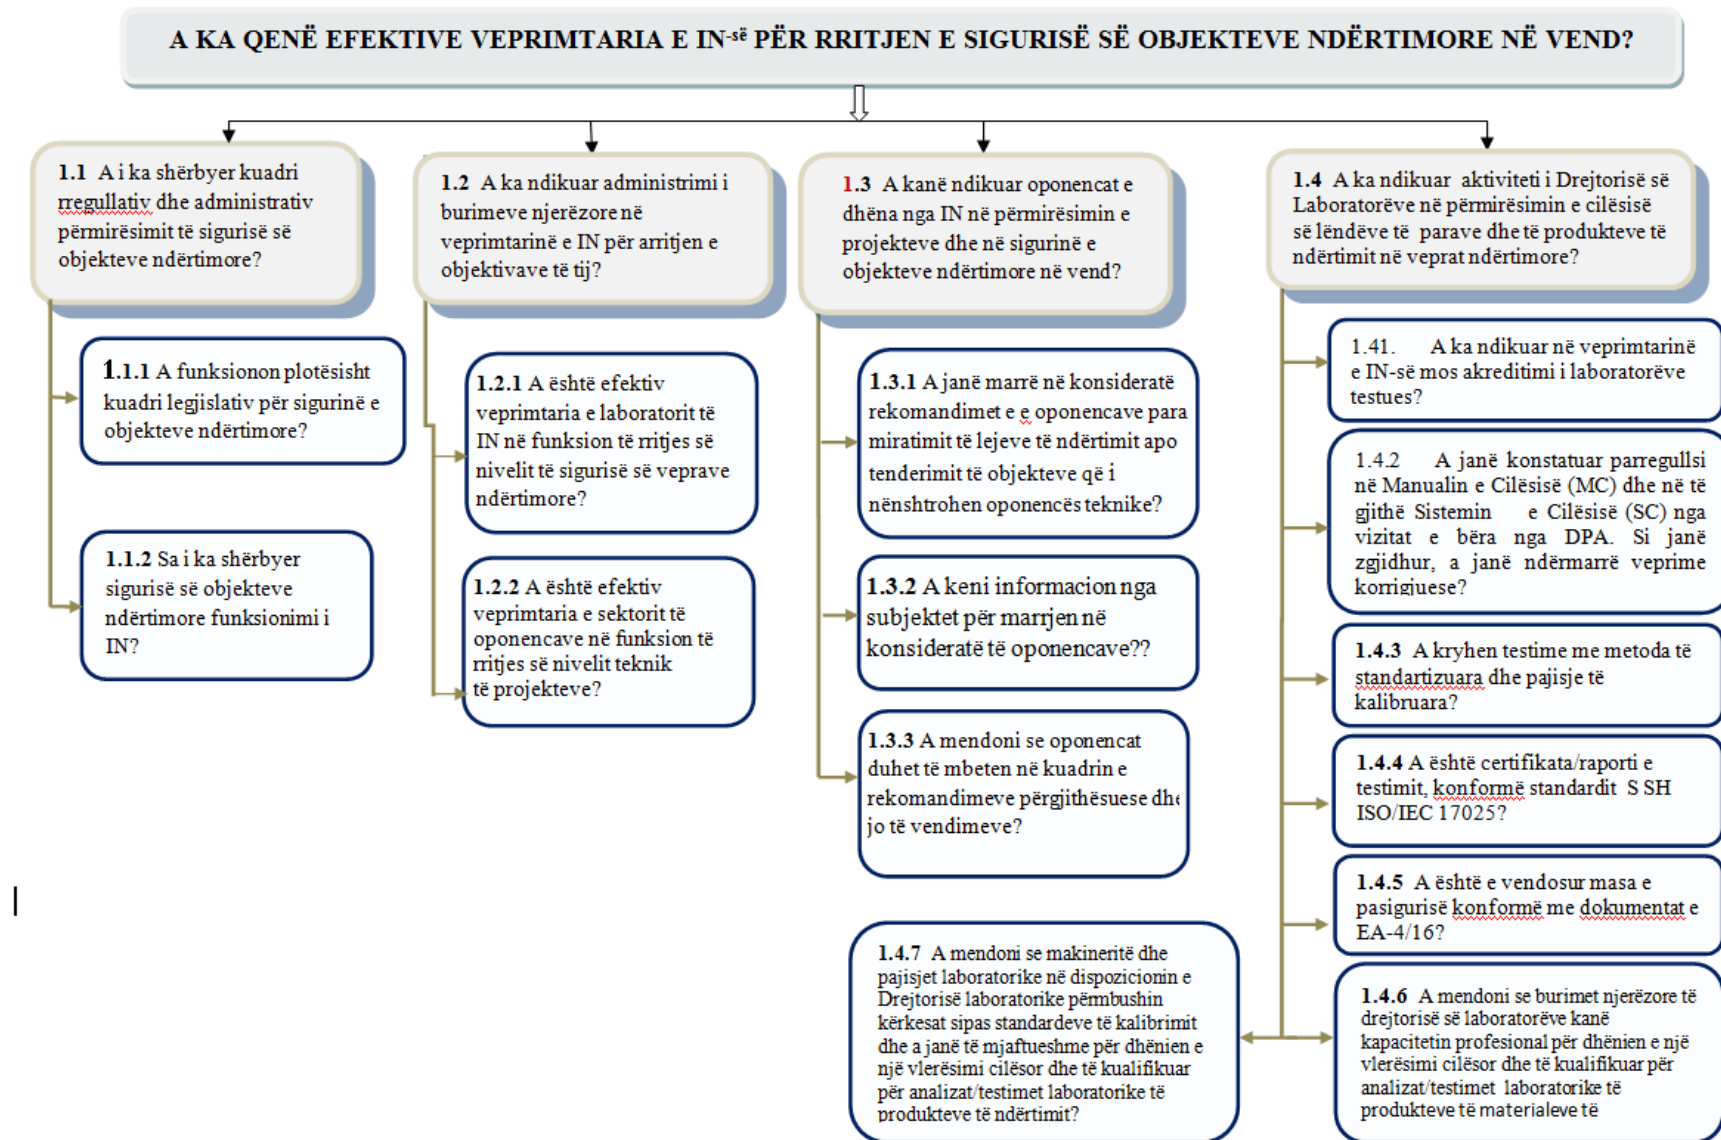 A KA QENË EFEKTIVE VEPRIMTARIA E IN-së PËR RRITJEN E SIGURISË SË OBJEKTEVE NDËRTIMORE NË VEND?
1.1 A i ka shërbyer kuadri
rregullativ dhe administrativ
përmirësimit të sigurisë së
objekteve ndërtimore?
1.1.1 A funksionon plotësisht
kuadri legjislativ për sigurinë e
objekteve ndërtimore?
1.1.2 Sa i ka shërbyer
sigurisë së objekteve
ndërtimore funksionimi i
IN?
1.2 A ka ndikuar administrimi i
burimeve njerëzore në
veprimtarinë e IN për arritjen e
objektivave të tij?
1.2.1 A është efektiv
veprimtaria e laboratorit të
IN në funksion të rritjes së
nivelit të sigurisë së veprave
ndërtimore?
1.2.2 A është efektiv
veprimtaria e sektorit të
oponencave në funksion të
rritjes së nivelit teknik
të projekteve?
1.3 A kanë ndikuar oponencat e
dhëna nga IN në përmirësimin e
projekteve dhe në sigurinë e
objekteve ndërtimore në vend?
1.3.1 A janë marrë në konsideratë
rekomandimet e e oponencave para
miratimit të lejeve të ndërtimit apo
tenderimit të objekteve që i
nënshtrohen oponencës teknike?
1.3.2 A keni informacion nga
subjektet për marrjen në
konsideratë të oponencave??
1.3.3 A mendoni se oponencat
duhet të mbeten në kuadrin e
rekomandimeve përgjithësuese dhe
jo të vendimeve?
1.4 A ka ndikuar aktiviteti i Drejtorisë së
Laboratorëve në përmirësimin e cilësisë
së lëndëve të parave dhe të produkteve të
ndërtimit në veprat ndërtimore?
1.41. A ka ndikuar në veprimtarinë
e IN-së mos akreditimi i laboratorëve
testues?
1.4.2 A janë konstatuar parregullsi
në Manualin e Cilësisë (MC) dhe në të
gjithë Sistemin e Cilësisë (SC) nga
vizitat e bëra nga DPA. Si janë
zgjidhur, a janë ndërmarrë veprime
korrigjuese?
1.4.3 A kryhen testime me metoda të
standartizuara dhe pajisje të
kalibruara?
1.4.4 A është certifikata/raporti e
testimit, konformë standardit S SH
ISO/IEC 17025?
1.4.5 A është e vendosur masa e
pasigurisë konformë me dokumentat e
EA-4/16?
1.4.6 A mendoni se burimet njerëzore të
drejtorisë së laboratorëve kanë
kapacitetin profesional për dhënien e një
vlerësimi cilësor dhe të kualifikuar për
analizat/testimet laboratorike të
produkteve të materialeve të
1.4.7 A mendoni se makineritë dhe
pajisjet laboratorike në dispozicionin e
Drejtorisë laboratorike përmbushin
kërkesat sipas standardeve të kalibrimit
dhe a janë të mjaftueshme për dhënien e
një vlerësimi cilësor dhe të kualifikuar
për analizat/testimet laboratorike të
produkteve të ndërtimit?